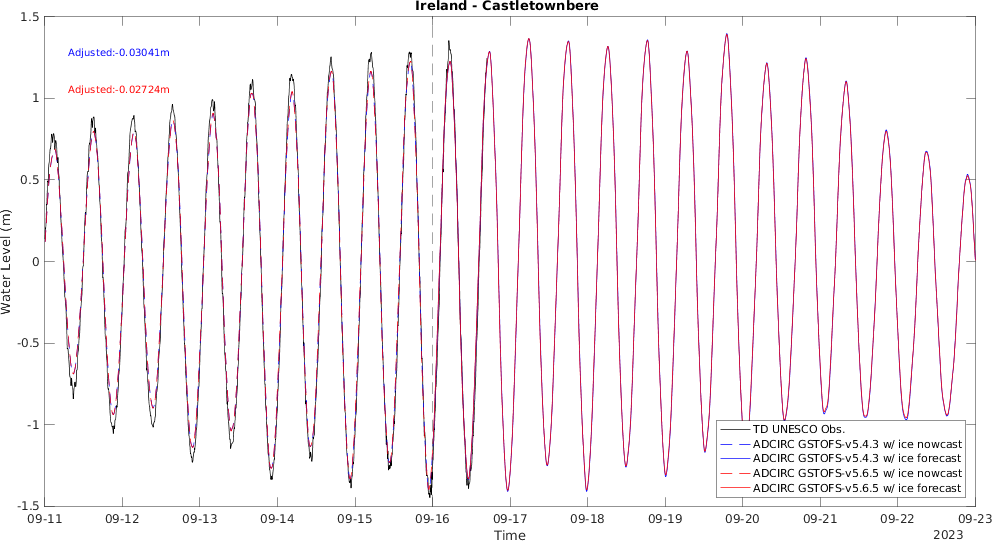 Ireland - Castletownbere
Adjusted:-0.03041m
Adjusted:-0.02724m
Water Level (m)
1.5
1
0.5
0
-0.5
-1
-1.5
TD UNESCO Obs.
ADCIRC GSTOFS-v5.4.3 w/ ice nowcast
ADCIRC GSTOFS-v5.4.3 w/ ice forecast
ADCIRC GSTOFS-v5.6.5 w/ ice nowcast
ADCIRC GSTOFS-v5.6.5 w/ ice forecast
09-11 09-12 09-13 09-14 09-15 09-16 09-17 09-18 09-19 09-20 09-21 09-22 09-23
Time
2023